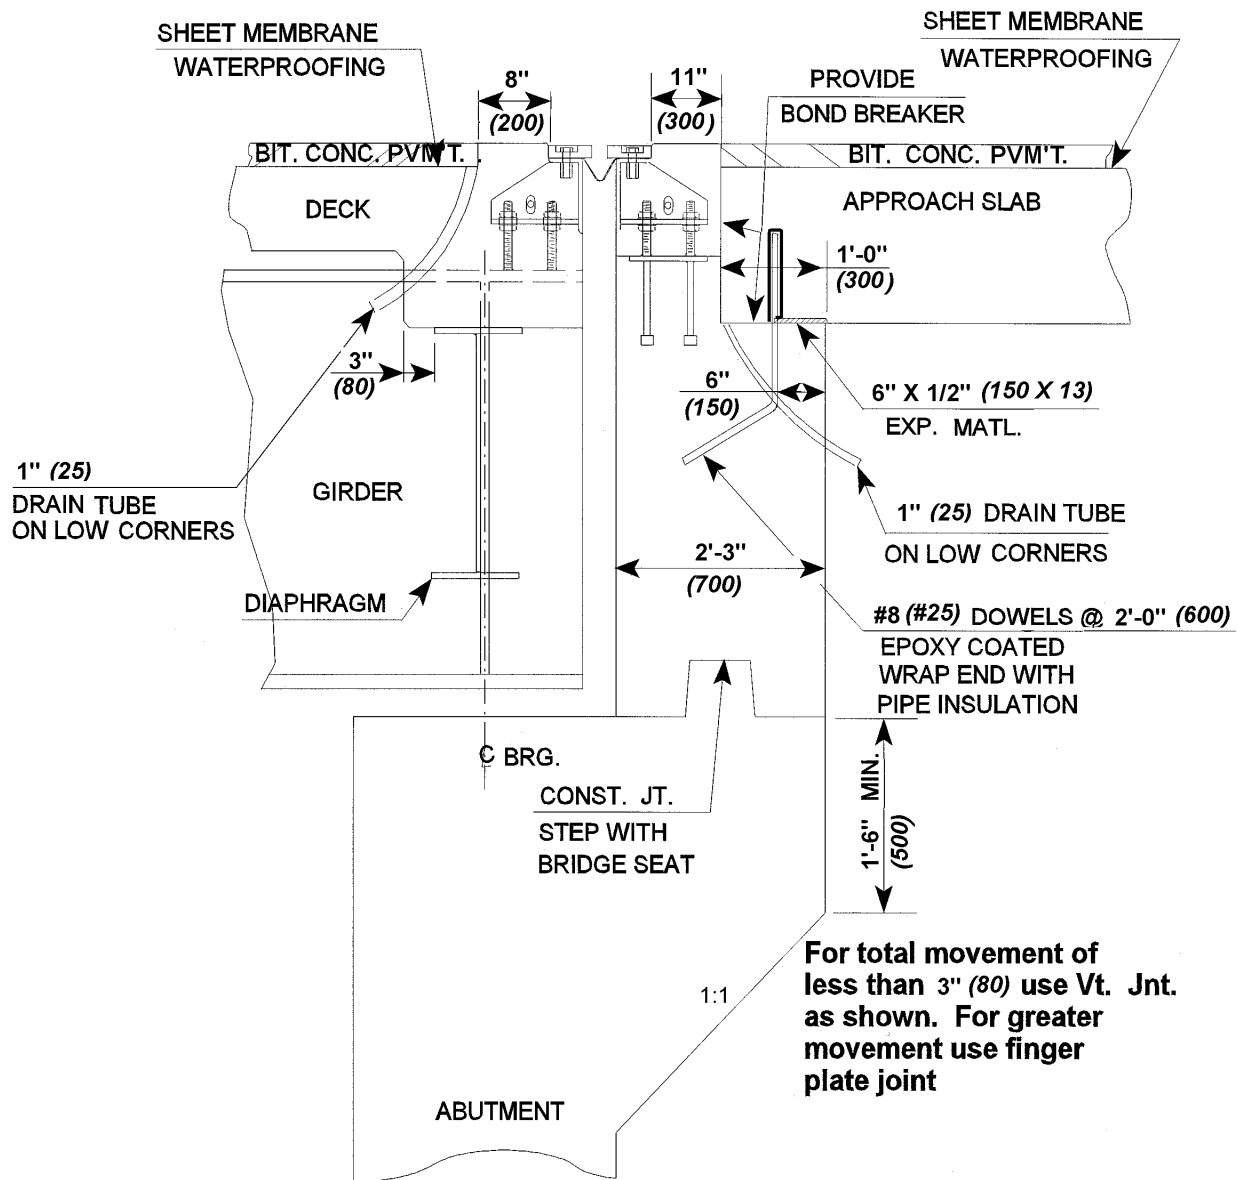 SHEET MEMBRANE
WATERPROOFING
8"
(200)
11"
(300)
PROVIDE
BOND BREAKER
SHEET MEMBRANE
WATERPROOFING
BIT. CONC. PVM'T.
BIT. CONC. PVM'T.
DECK
APPROACH SLAB
1'-0"
(300)
3"
(80)
6"
(150)
6" X 1/2" (150 X 13)
EXP. MATL.
1" (25)
DRAIN TUBE
ON LOW CORNERS
GIRDER
1" (25) DRAIN TUBE
ON LOW CORNERS
2'-3"
(700)
DIAPHRAGM
#8 (#25) DOWELS @ 2'-0" (600)
EPOXY COATED
WRAP END WITH
PIPE INSULATION
C BRG.
CONST. JT.
STEP WITH
BRIDGE SEAT
1'-6" MIN.
(500)
1:1
For total movement of
less than 3" (80) use Vt. Jnt.
as shown. For greater
movement use finger
plate joint
ABUTMENT